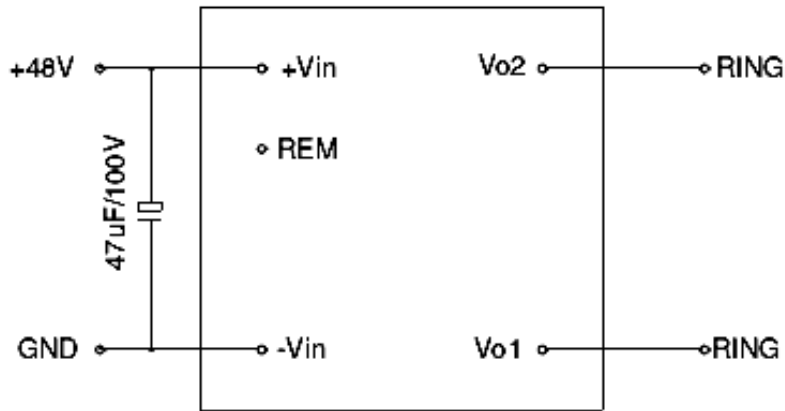 +48V
+Vin
Vo2
RING
REM
47uF/100V
GND
-Vin
Vo1
RING